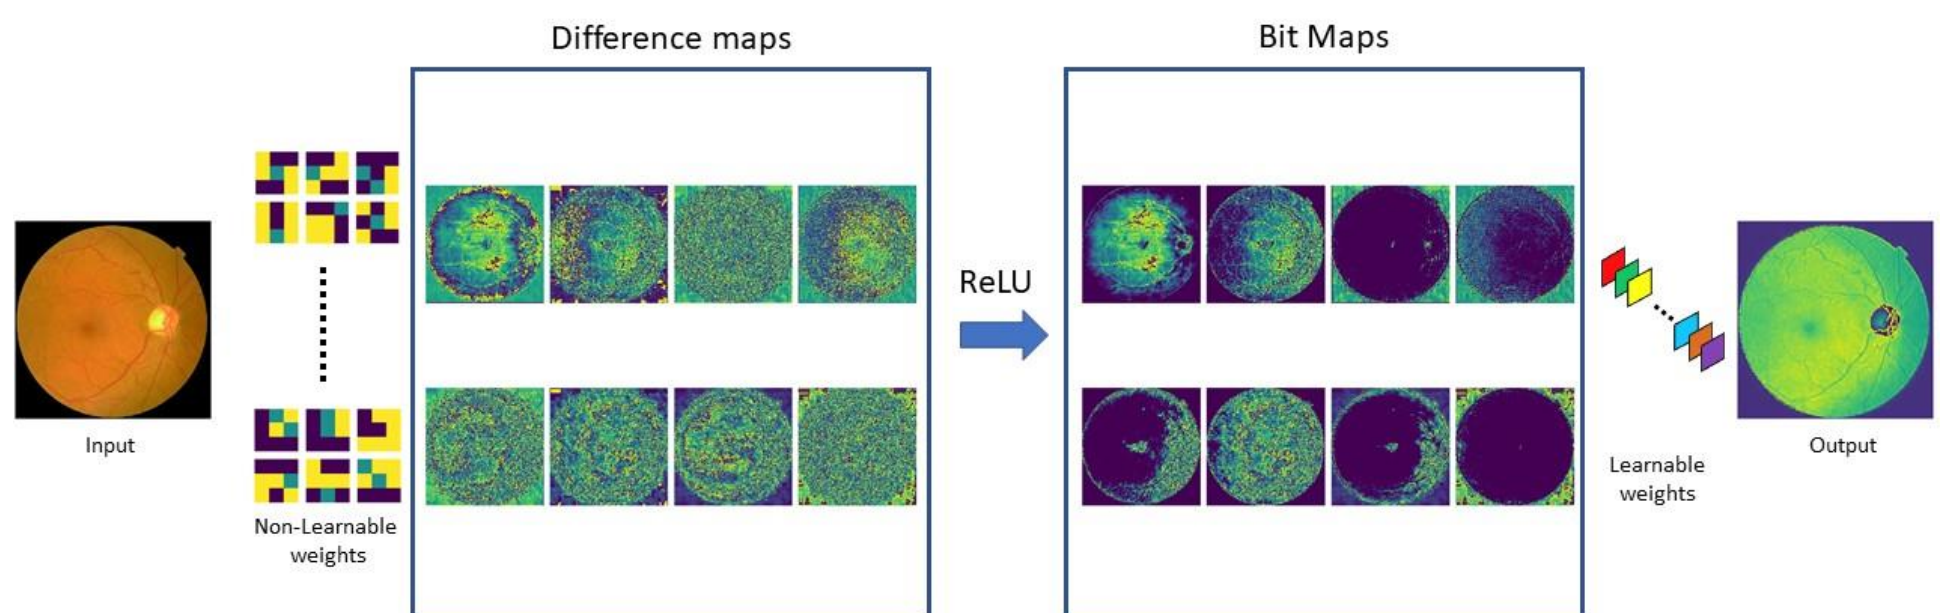 Difference maps
Bit Maps
ReLU
Input
Non-Learnable
weights
Learnable
weights
Output